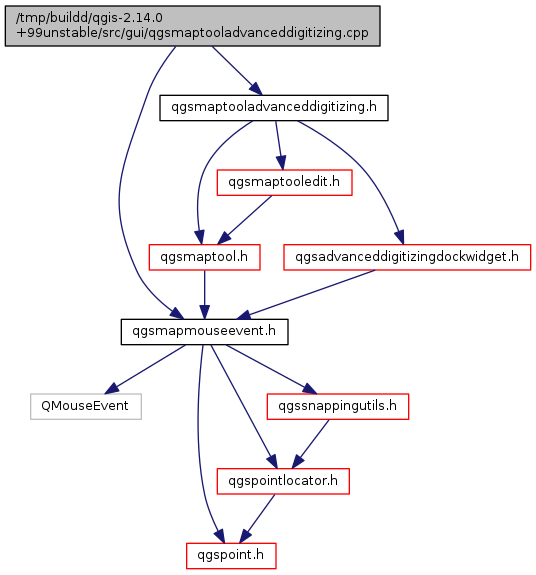 /tmp/buildd/qgis-2.14.0
+99unstable/src/gui/qgsmaptooladvanceddigitizing.cpp
qgsmaptooladvanceddigitizing.h
qgsmaptooledit.h
qgsmaptool.h
qgsadvanceddigitizingdockwidget.h
qgsmapmouseevent.h
QMouseEvent
qgssnappingutils.h
qgspointlocator.h
qgspoint.h